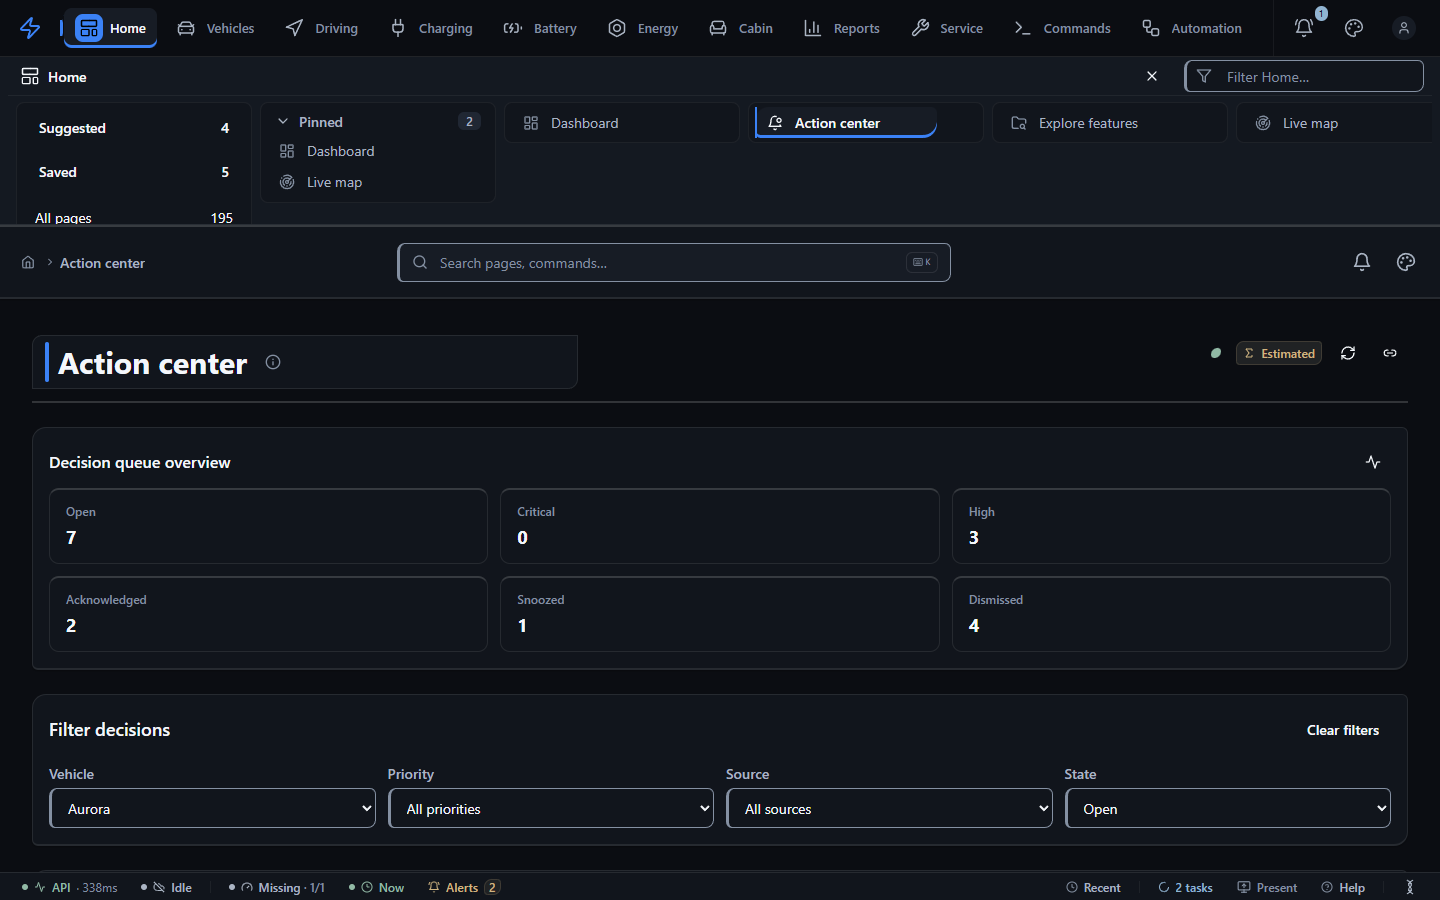 Home
Vehicles
Driving
Charging
Battery
Energy
Cabin
Reports
Service
Commands
Automation
1
Home
Filter Home...
Suggested 4
Saved 5
All pages 195
Pinned 2
Dashboard
Live map
Dashboard
Action center
Explore features
Live map
Action center
Search pages, commands...
K
Action center
Σ Estimated
Decision queue overview
Open
7
Critical
0
High
3
Acknowledged
2
Snoozed
1
Dismissed
4
Filter decisions
Clear filters
Vehicle
Aurora
Priority
All priorities
Source
All sources
State
Open
API · 338ms
Idle
Missing · 1/1
Now
Alerts 2
Recent
2 tasks
Present
Help